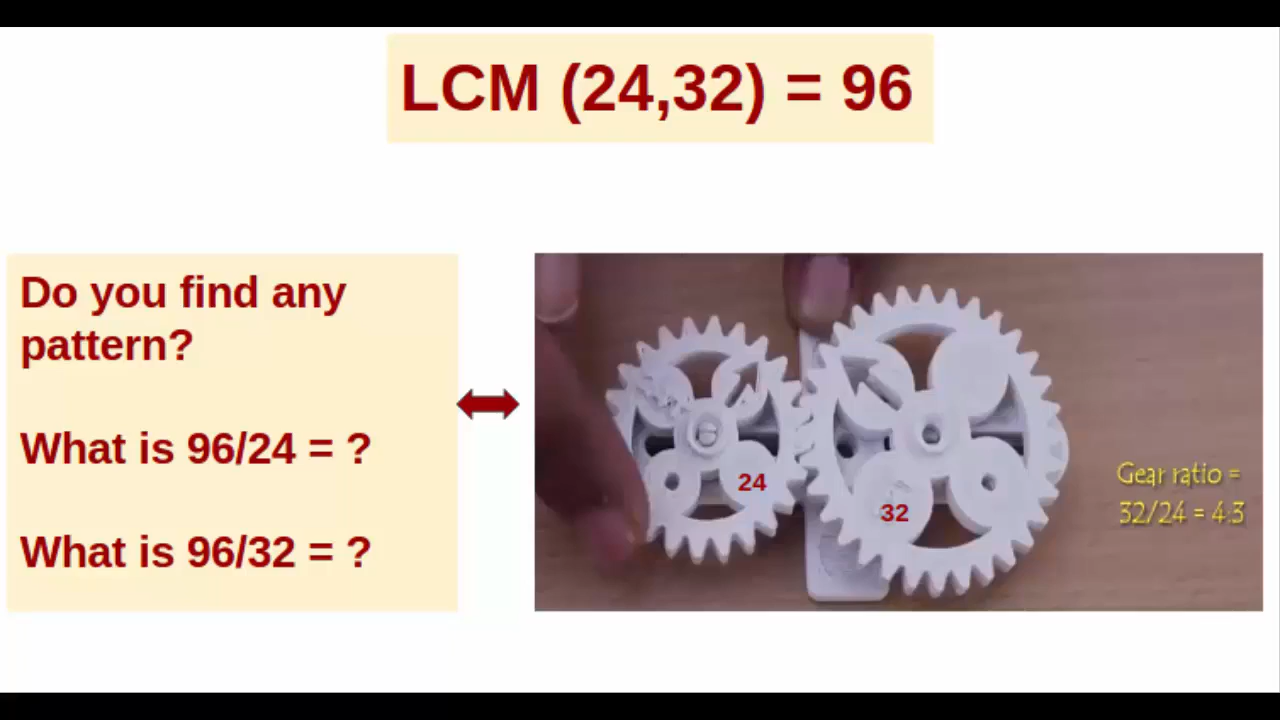 LCM (24,32) = 96
Do you find any
pattern?
What is 96/24 = ?
What is 96/32 = ?
24
32
Gear ratio =
32/24 = 4:3